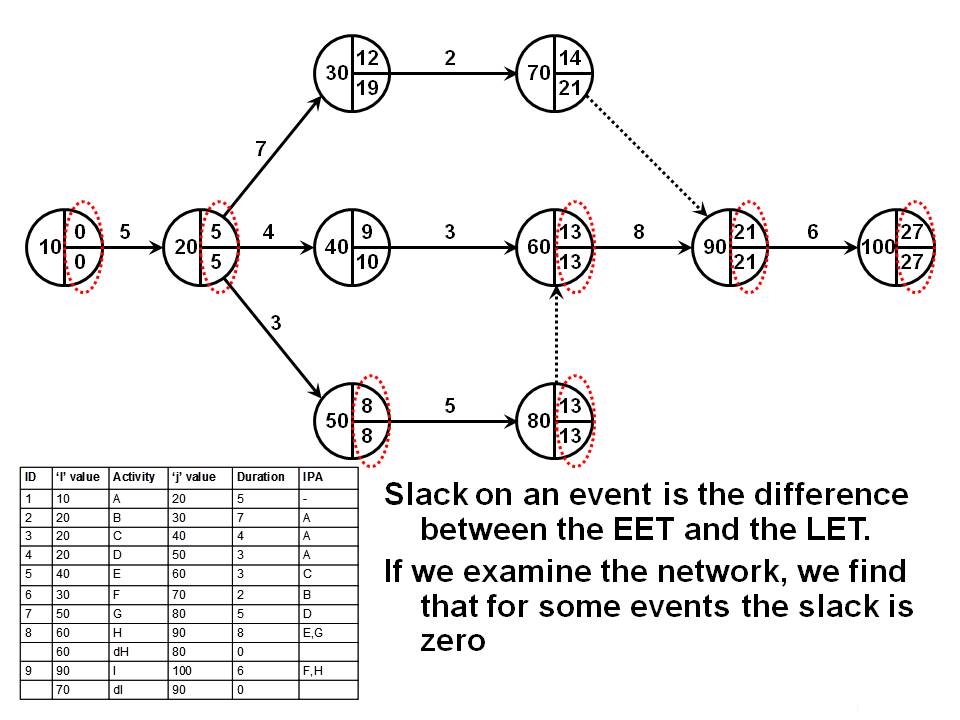 12
30
19
2
14
70
21
7
0
10
0
5
5
20
5
4
9
40
10
3
13
60
13
8
21
90
21
6
27
100
27
3
8
50
8
5
13
80
13
ID ‘I’ value Activity ‘j’ value Duration IPA
1 10 A 20 5 -
2 20 B 30 7 A
3 20 C 40 4 A
4 20 D 50 3 A
5 40 E 60 3 C
6 30 F 70 2 B
7 50 G 80 5 D
8 60 H 90 8 E,G
60 dH 80 0
9 90 I 100 6 F,H
70 dI 90 0
Slack on an event is the difference
between the EET and the LET.
If we examine the network, we find
that for some events the slack is
zero